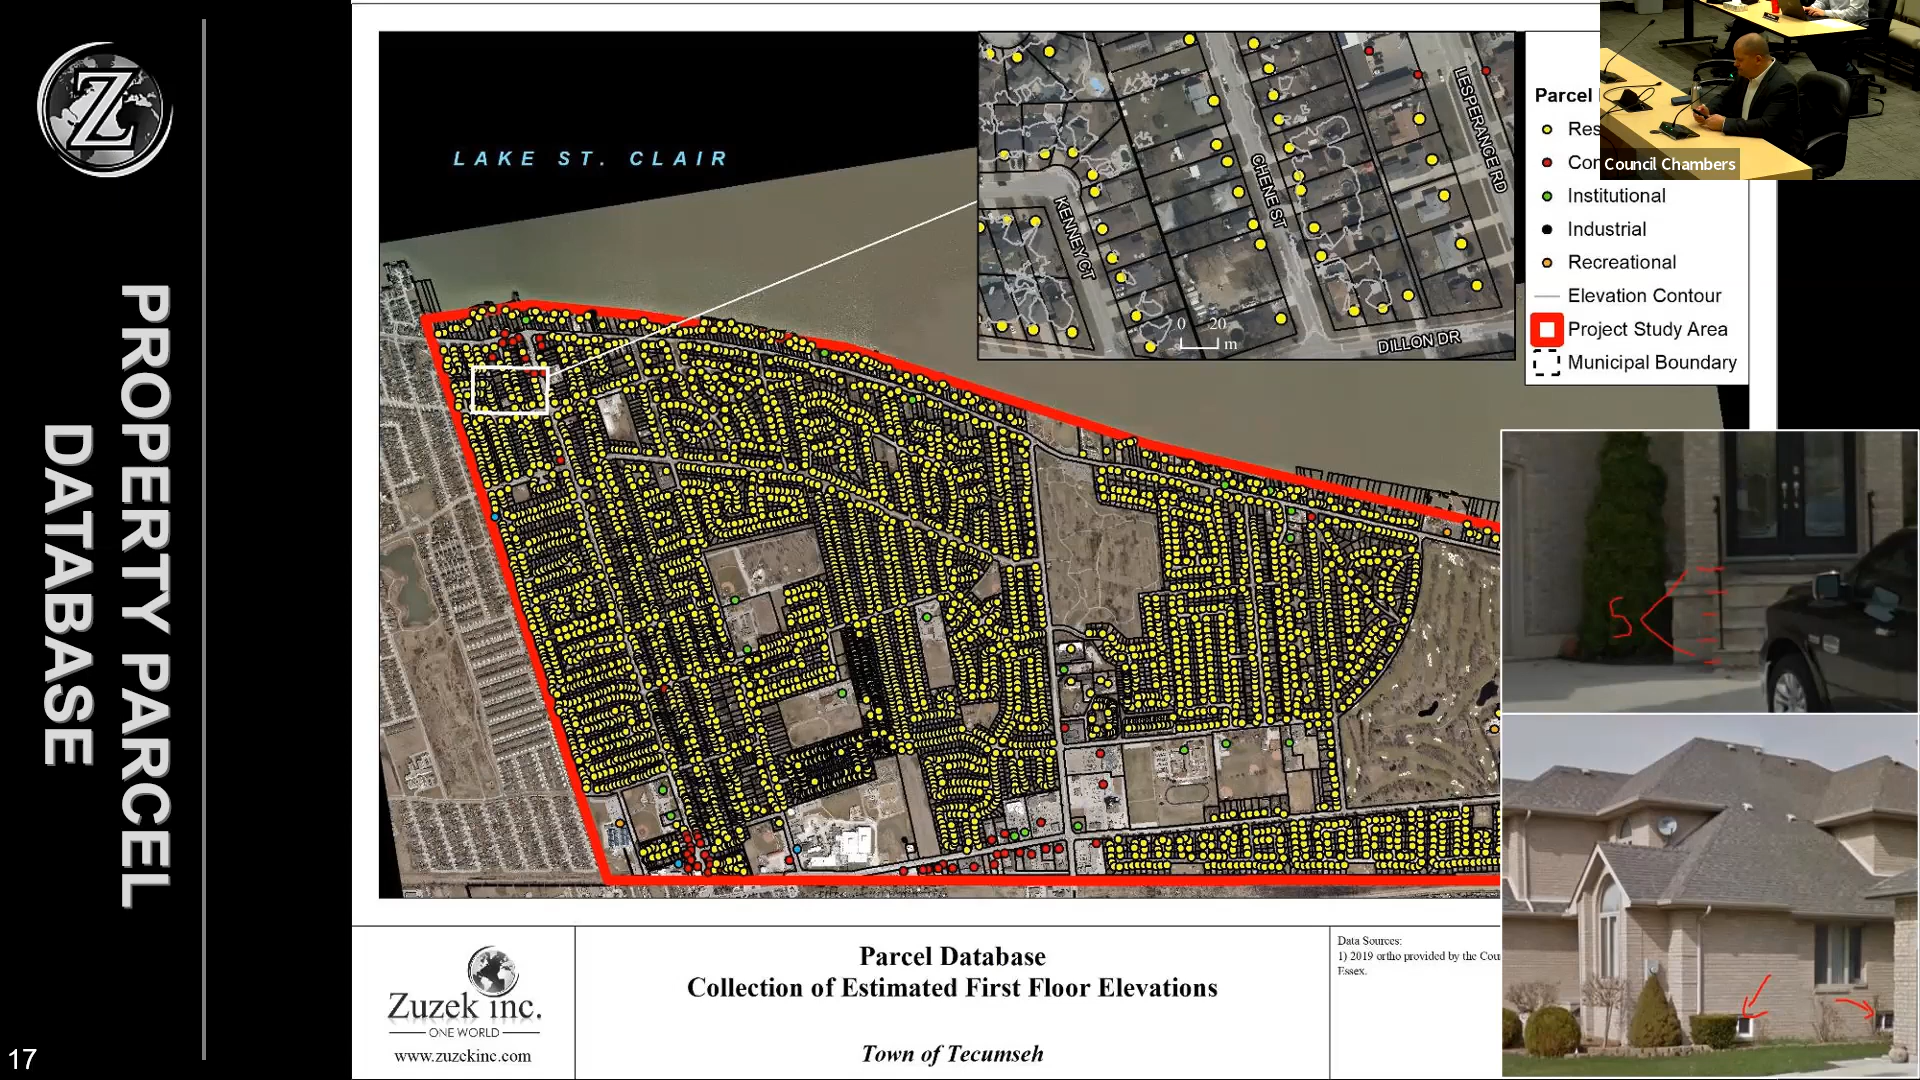 Z
PROPERTY PARCEL
DATABASE
17
LAKE ST. CLAIR
KENNEY CT
CHENE ST
LESPERANCE RD
DILLON DR
0 20
m
Parcel
Res
Con
Institutional
Industrial
Recreational
Elevation Contour
Project Study Area
Municipal Boundary
Council Chambers
5
Zuzek inc.
ONE WORLD
www.zuzekinc.com
Parcel Database
Collection of Estimated First Floor Elevations
Town of Tecumseh
Data Sources:
1) 2019 ortho provided by the Cou
Essex.